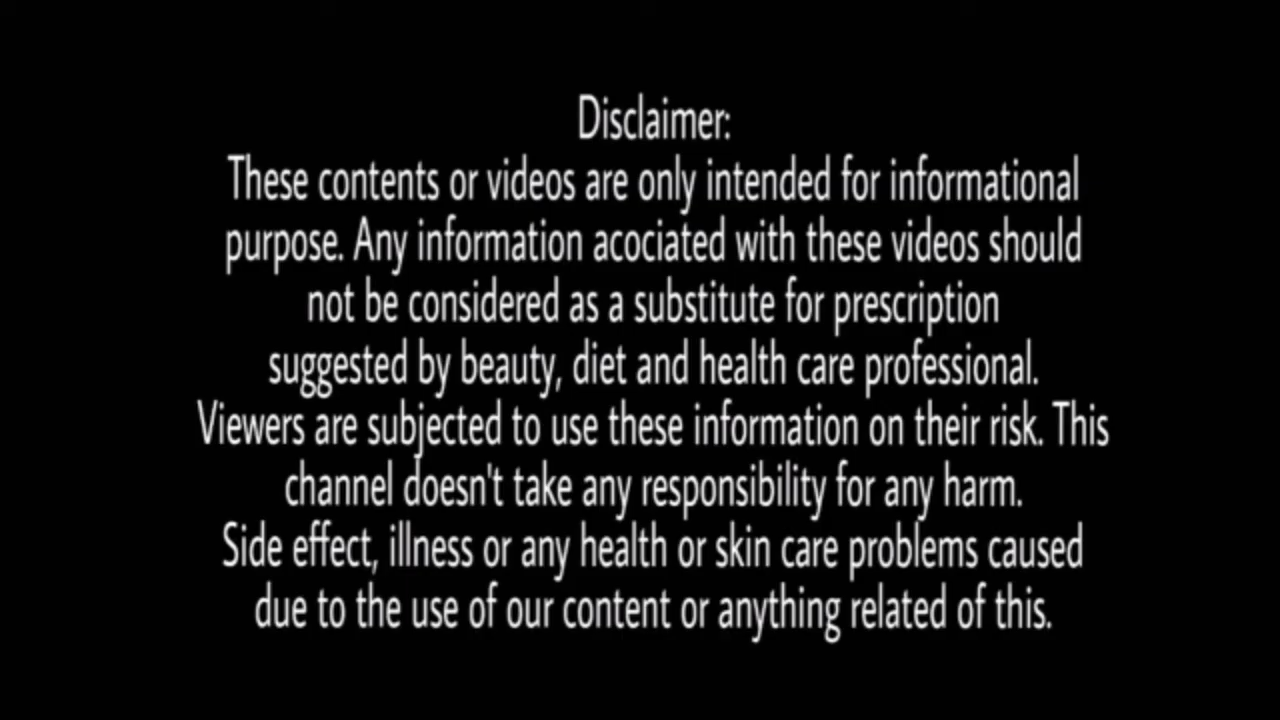 Disclaimer:
These contents or videos are only intended for informational
purpose. Any information acociated with these videos should
not be considered as a substitute for prescription
suggested by beauty, diet and health care professional.
Viewers are subjected to use these information on their risk. This
channel doesn't take any responsibility for any harm.
Side effect, illness or any health or skin care problems caused
due to the use of our content or anything related of this.